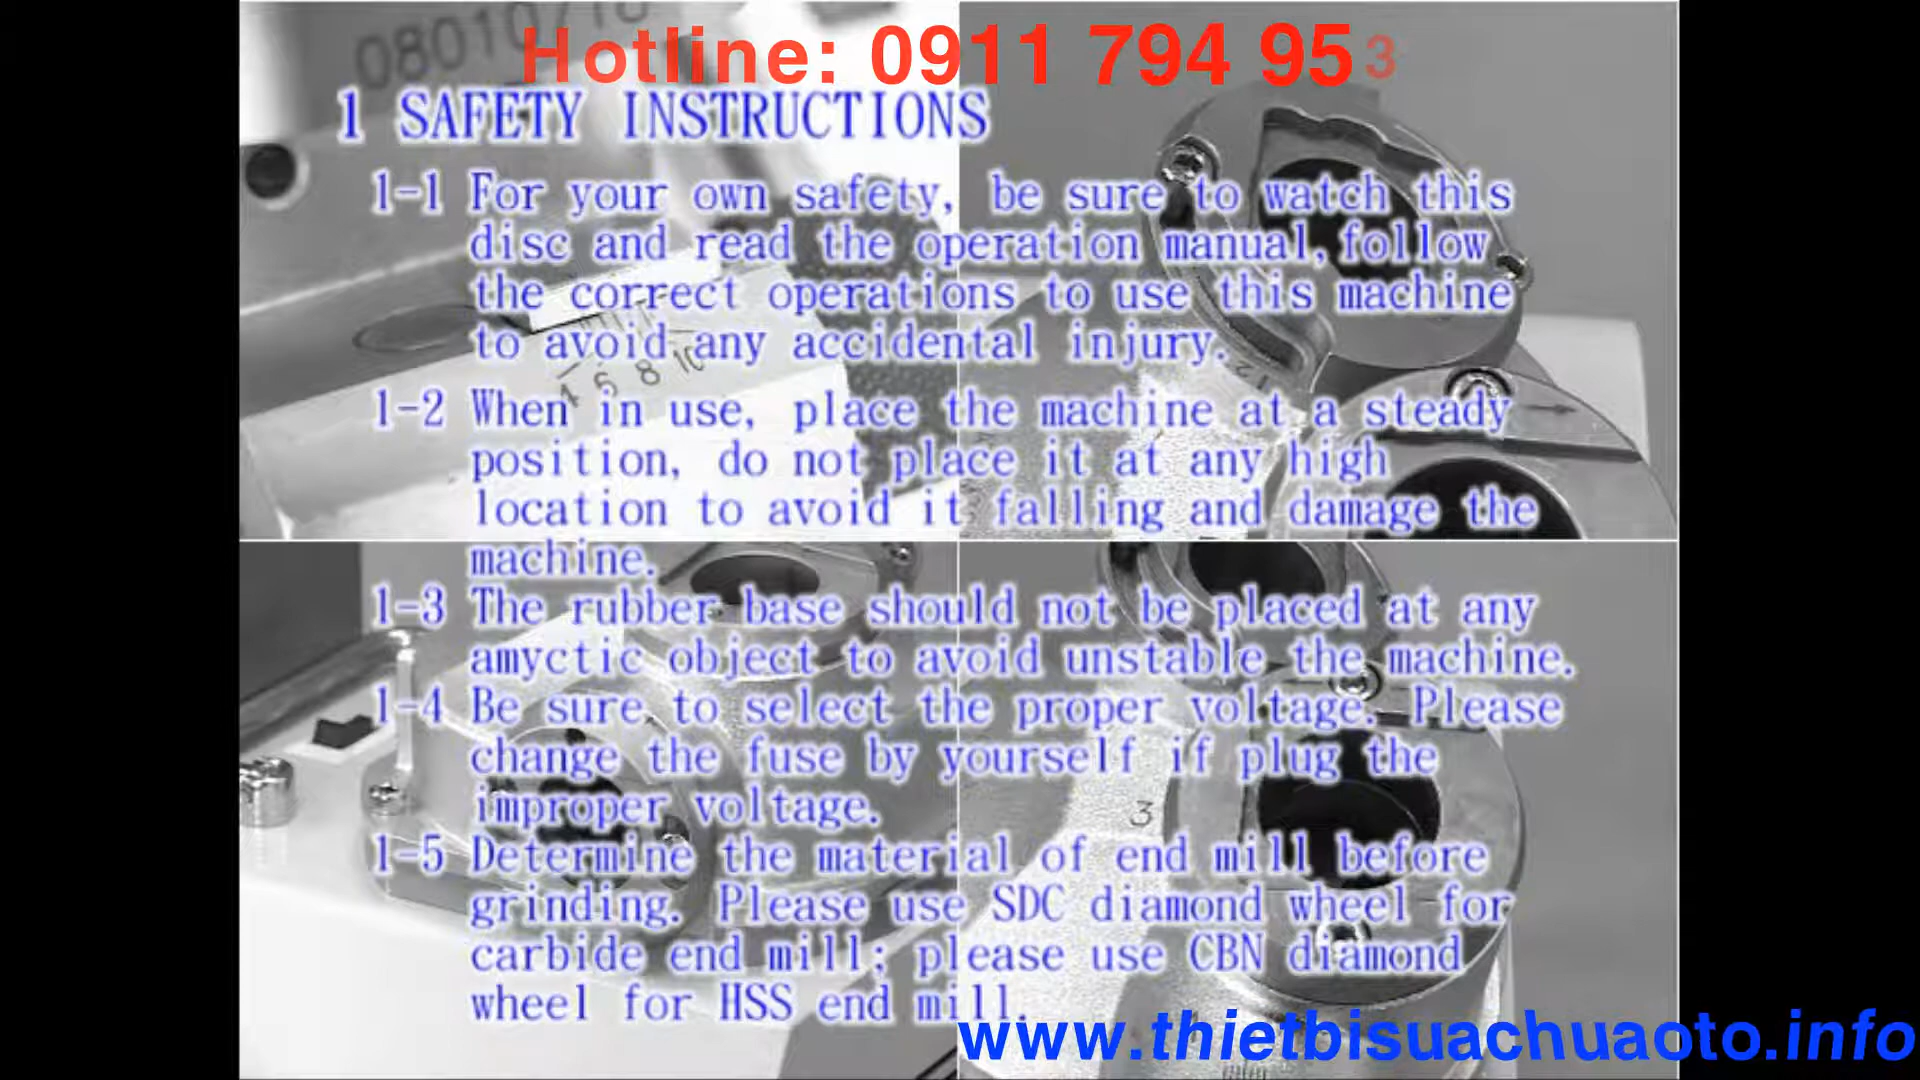 08010/18
Hotline: 0911 794 953
1 SAFETY INSTRUCTIONS
1-1 For your own safety, be sure to watch this
disc and read the operation manual, follow
the correct operations to use this machine
to avoid any accidental injury.
4 6 8 10
1-2 When in use, place the machine at a steady
position, do not place it at any high
location to avoid it falling and damage the
machine.
1-3 The rubber base should not be placed at any
amyctic object to avoid unstable the machine.
1-4 Be sure to select the proper voltage. Please
change the fuse by yourself if plug the
improper voltage.
3
1-5 Determine the material of end mill before
grinding. Please use SDC diamond wheel for
carbide end mill; please use CBN diamond
wheel for HSS end mill.
www.thietbisuachuaoto.info